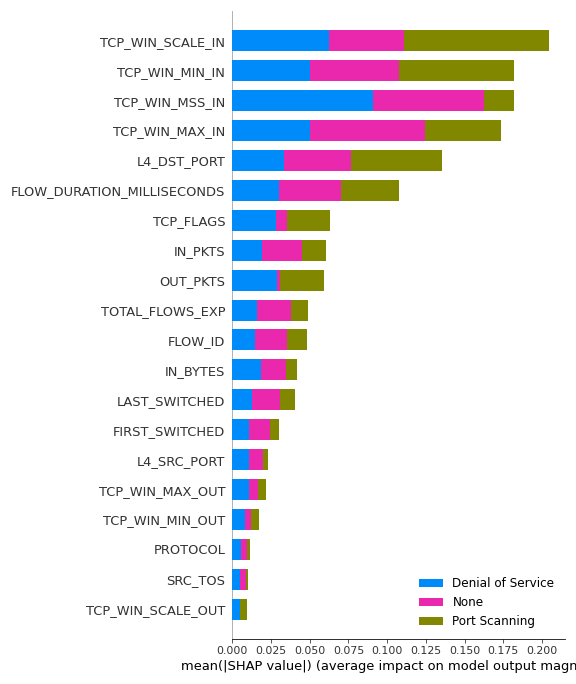 TCP_WIN_SCALE_IN
TCP_WIN_MIN_IN
TCP_WIN_MSS_IN
TCP_WIN_MAX_IN
L4_DST_PORT
FLOW_DURATION_MILLISECONDS
TCP_FLAGS
IN_PKTS
OUT_PKTS
TOTAL_FLOWS_EXP
FLOW_ID
IN_BYTES
LAST_SWITCHED
FIRST_SWITCHED
L4_SRC_PORT
TCP_WIN_MAX_OUT
TCP_WIN_MIN_OUT
PROTOCOL
SRC_TOS
TCP_WIN_SCALE_OUT
Denial of Service
None
Port Scanning
0.000 0.025 0.050 0.075 0.100 0.125 0.150 0.175 0.200
mean(|SHAP value|) (average impact on model output magn